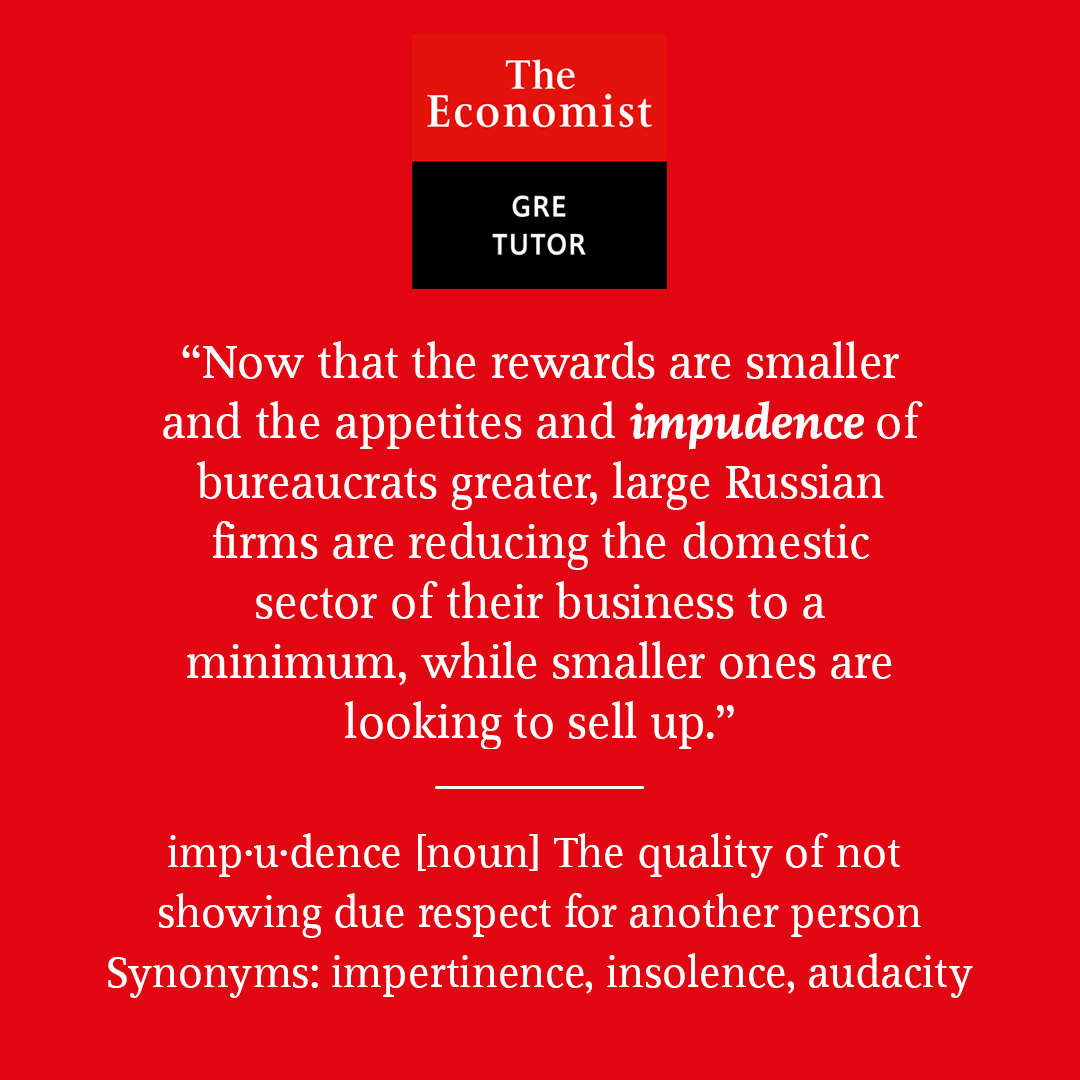 The
Economist
GRE
TUTOR
“Now that the rewards are smaller
and the appetites and impudence of
bureaucrats greater, large Russian
firms are reducing the domestic
sector of their business to a
minimum, while smaller ones are
looking to sell up.”
imp·u·dence [noun] The quality of not
showing due respect for another person
Synonyms: impertinence, insolence, audacity